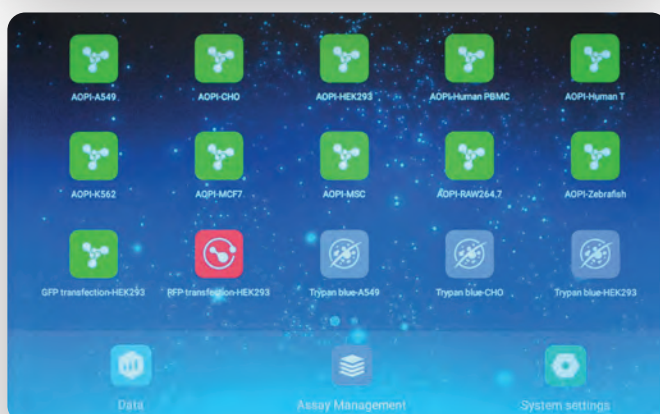 AOPI-A549 AOPI-CHO AOPI-HEK293 AOPI-Human PBMC AOPI-Human T
AOPI-K562 AOPI-MCF7 AOPI-MSC AOPI-RAW264.7 AOPI-Zebrafish
GFP transfection-HEK293 RFP transfection-HEK293 Trypan blue-A549 Trypan blue-CHO Trypan blue-HEK293
Data Assay Management System settings